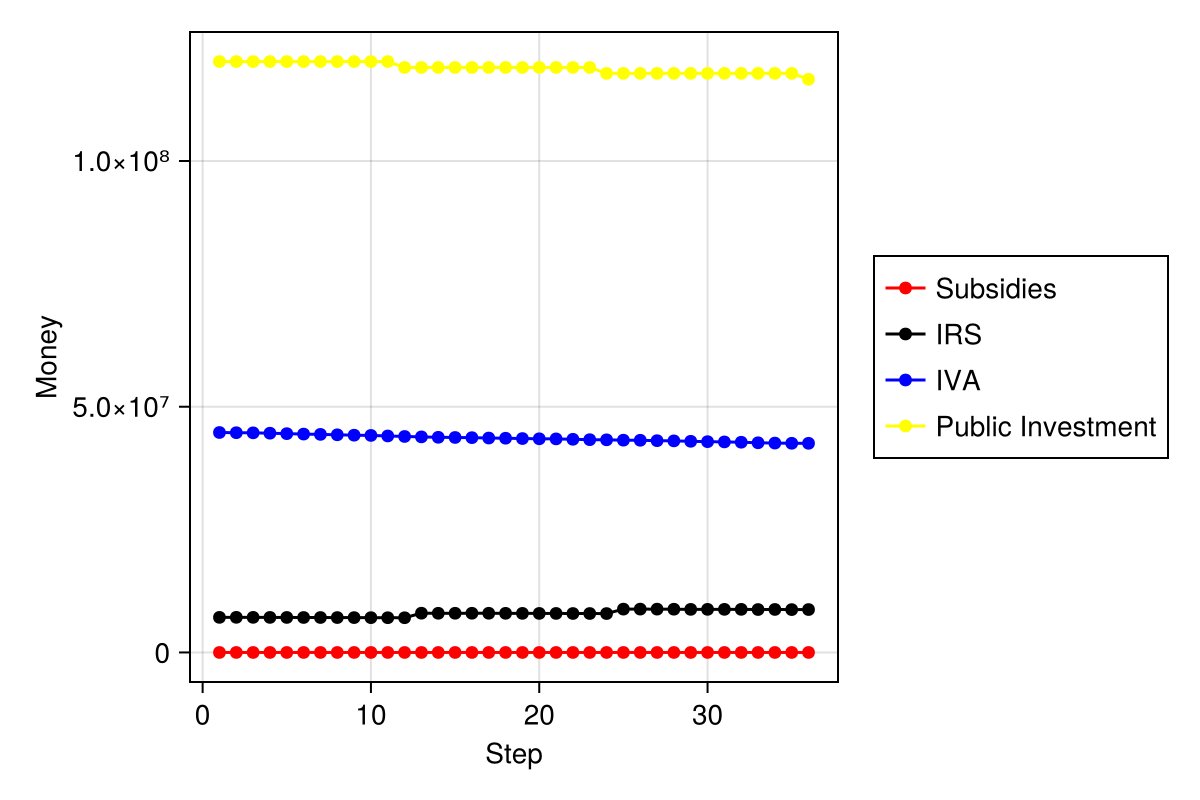 1.0×10⁸
5.0×10⁷
0
Money
0 10 20 30
Step
Subsidies
IRS
IVA
Public Investment